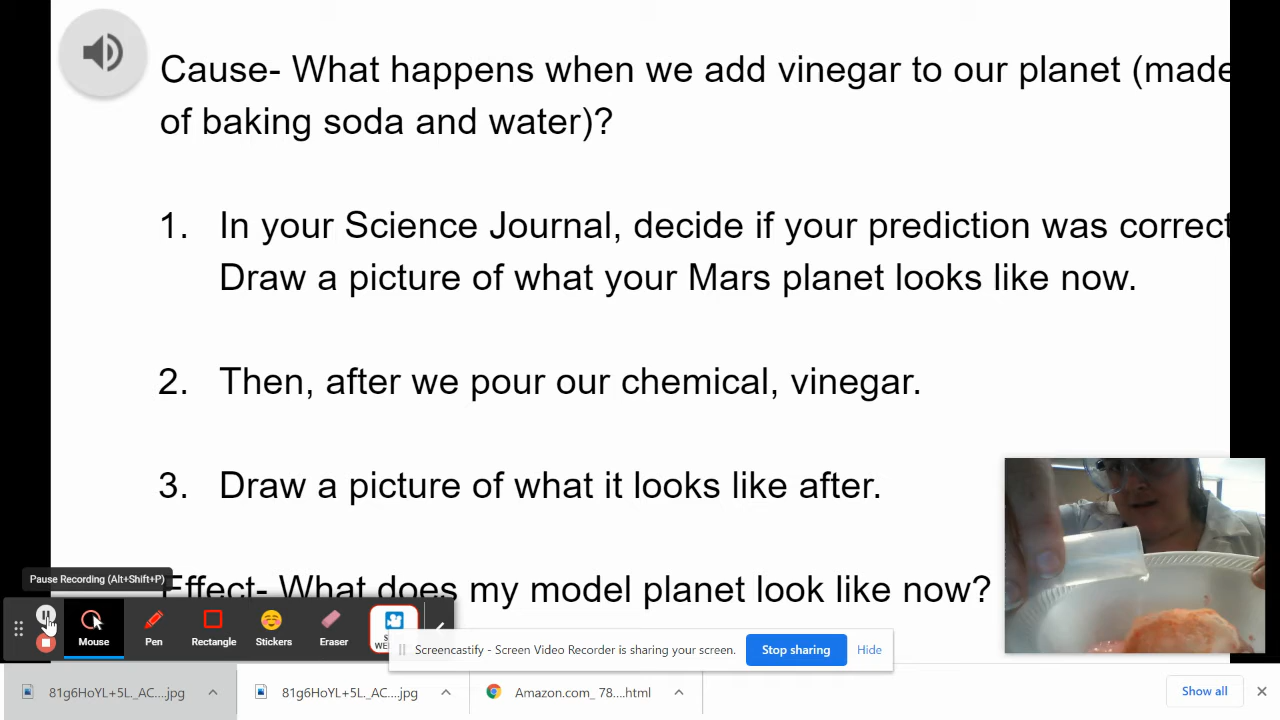 Cause- What happens when we add vinegar to our planet (made
of baking soda and water)?
1. In your Science Journal, decide if your prediction was correct
Draw a picture of what your Mars planet looks like now.
2. Then, after we pour our chemical, vinegar.
3. Draw a picture of what it looks like after.
Pause Recording (Alt+Shift+P)
Effect- What does my model planet look like now?
Mouse
Pen
Rectangle
Stickers
Eraser
Screencastify - Screen Video Recorder is sharing your screen.
Stop sharing
Hide
81g6HoYL+5L._AC....jpg
81g6HoYL+5L._AC....jpg
Amazon.com_ 78....html
Show all